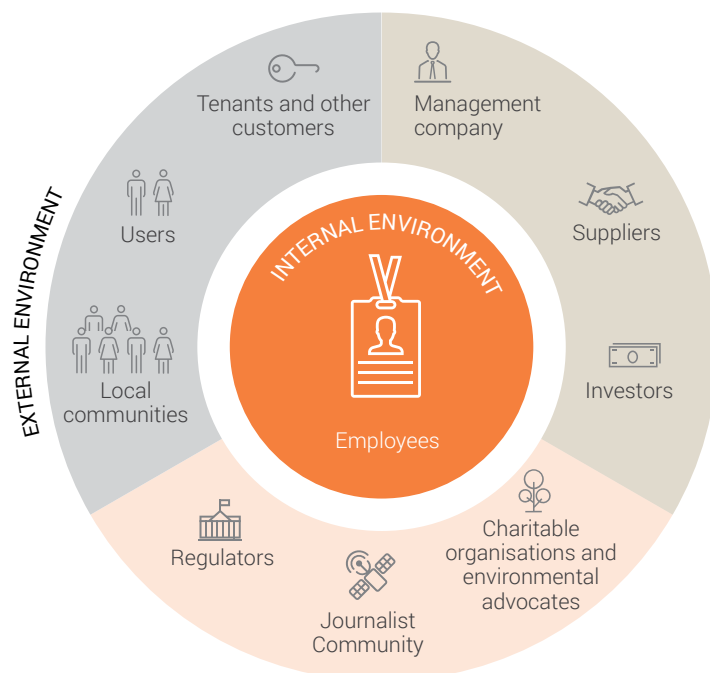 Tenants and other
customers
Management
company
EXTERNAL ENVIRONMENT
Users
Suppliers
INTERNAL ENVIRONMENT
Local
communities
Investors
Employees
Regulators
Journalist
Community
Charitable
organisations and
environmental
advocates